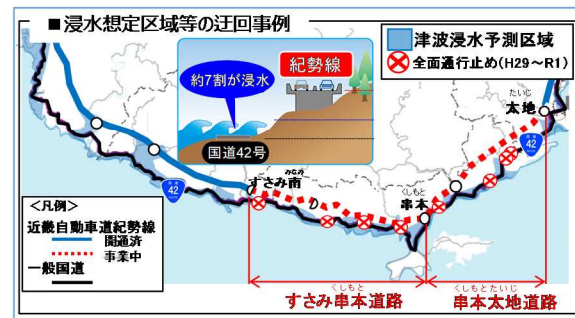 ■浸水想定区域等の迂回事例
津波浸水予測区域
全面通行止め(H29～R1)
約7割が浸水
紀勢線
国道42号
たいじ
太地
42
42
みなみ
すさみ南
くしもと
串本
＜凡例＞
近畿自動車道紀勢線
開通済
事業中
一般国道
くしもと
すさみ串本道路
くしもとたいじ
串本太地道路